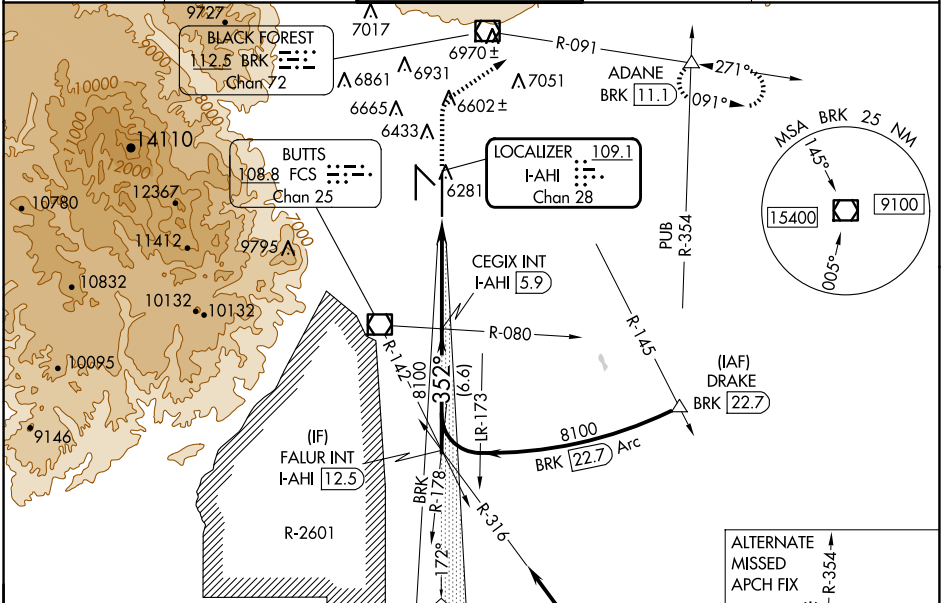 9727
7017
BLACK FOREST
112.5 BRK
Chan 72
9000
6970 ±
R-091
10000
8000
6861
6931
7051
ADANE
BRK 11.1
271°
091°
6665
6602 ±
6433
14110
MSA BRK 25 NM
145°
15400
9100
005°
BUTTS
108.8 FCS
Chan 25
LOCALIZER 109.1
I-AHI
Chan 28
12000
12367
6281
10780
11412
9795
10000
PUB
R-354
CEGIX INT
I-AHI 5.9
10832
10132
10132
R-080
R-145
R-142
8100
352°
(6.6)
LR-173
(IAF)
DRAKE
BRK 22.7
10095
8100
BRK 22.7 Arc
9146
(IF)
FALUR INT
I-AHI 12.5
BRK
R-178
R-316
R-2601
172°
ALTERNATE
MISSED
APCH FIX
R-354